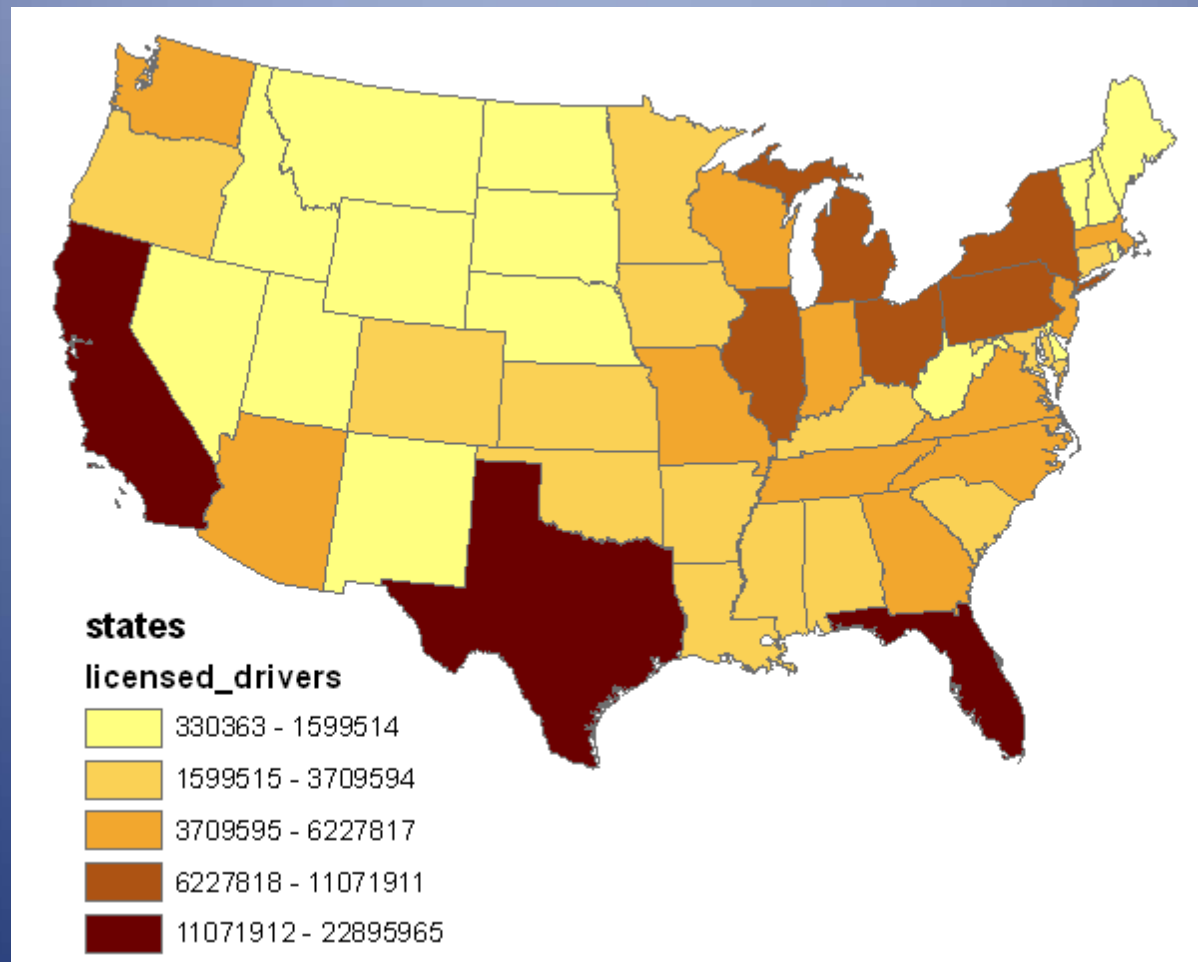 states
licensed_drivers
330363 - 1599514
1599515 - 3709594
3709595 - 6227817
6227818 - 11071911
11071912 - 22895965